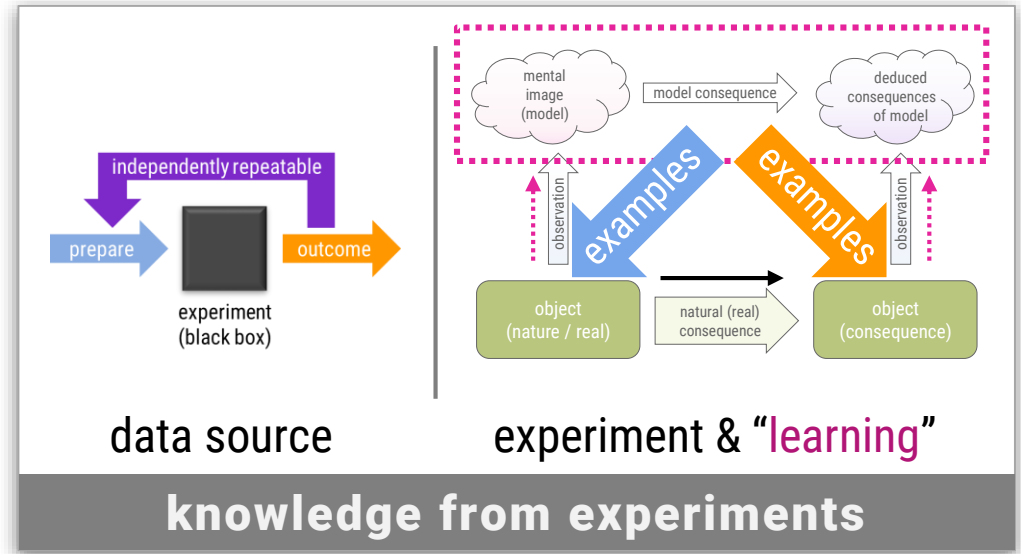 independently repeatable
prepare
outcome
experiment
(black box)
data source
mental
image
(model)
model consequence
deduced
consequences
of model
observation
examples
examples
observation
object
(nature / real)
natural (real)
consequence
object
(consequence)
experiment & “learning”
knowledge from experiments